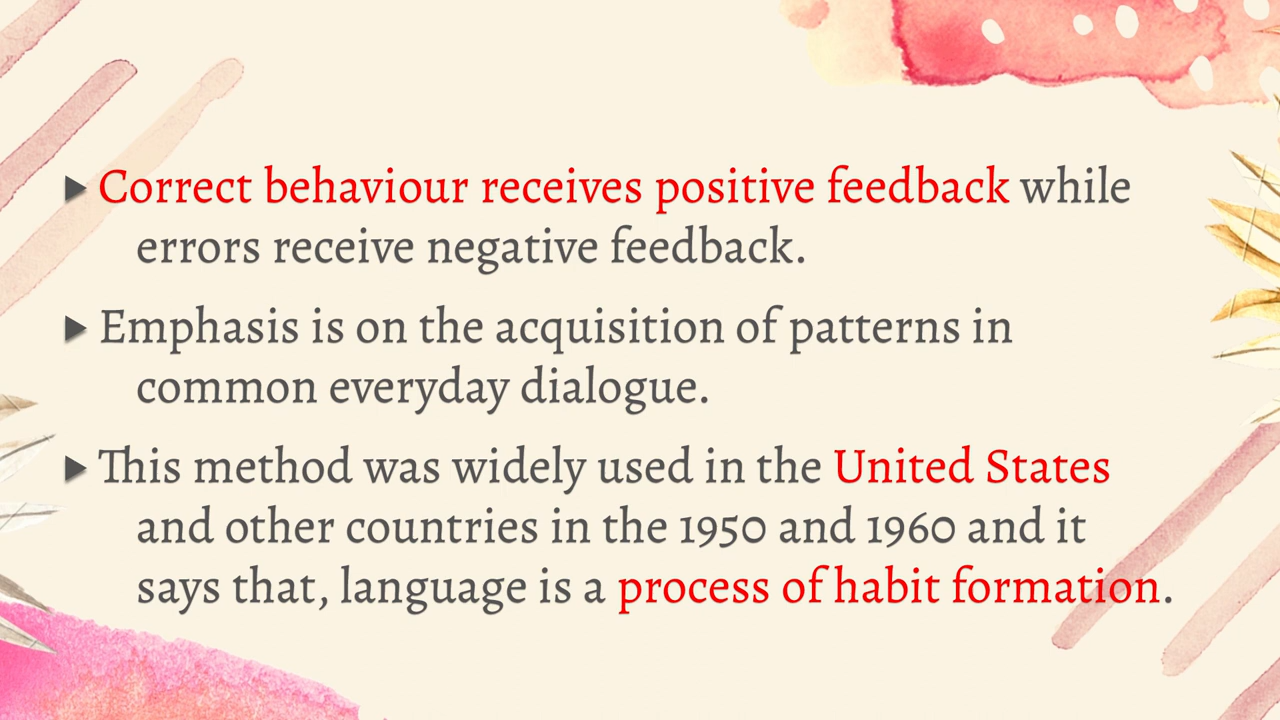 Correct behaviour receives positive feedback while
errors receive negative feedback.
Emphasis is on the acquisition of patterns in
common everyday dialogue.
This method was widely used in the United States
and other countries in the 1950 and 1960 and it
says that, language is a process of habit formation.